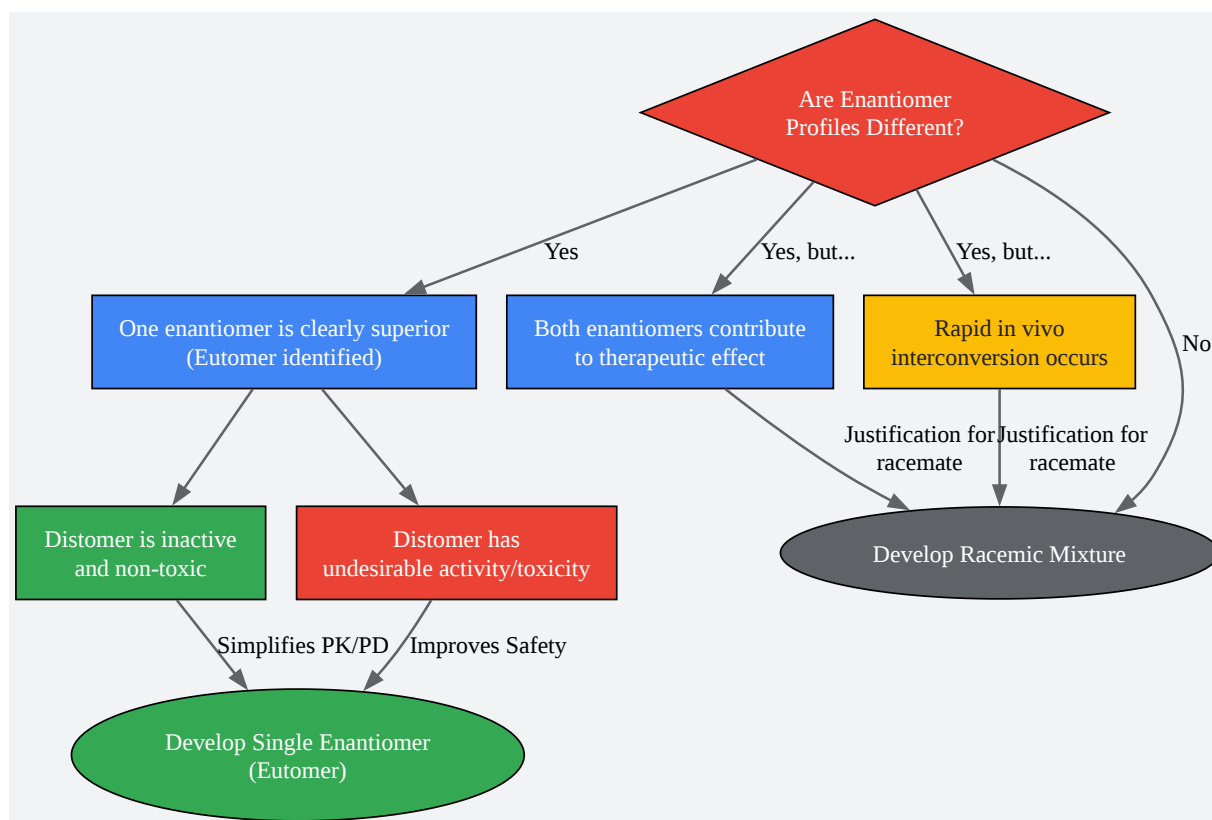 Are Enantiomer
Profiles Different?
Yes
Yes, but...
Yes, but...
No
One enantiomer is clearly superior
(Eutomer identified)
Both enantiomers contribute
to therapeutic effect
Rapid in vivo
interconversion occurs
Justification for
racemate
Justification for
racemate
Distomer is inactive
and non-toxic
Distomer has
undesirable activity/toxicity
Develop Racemic Mixture
Simplifies PK/PD
Improves Safety
Develop Single Enantiomer
(Eutomer)